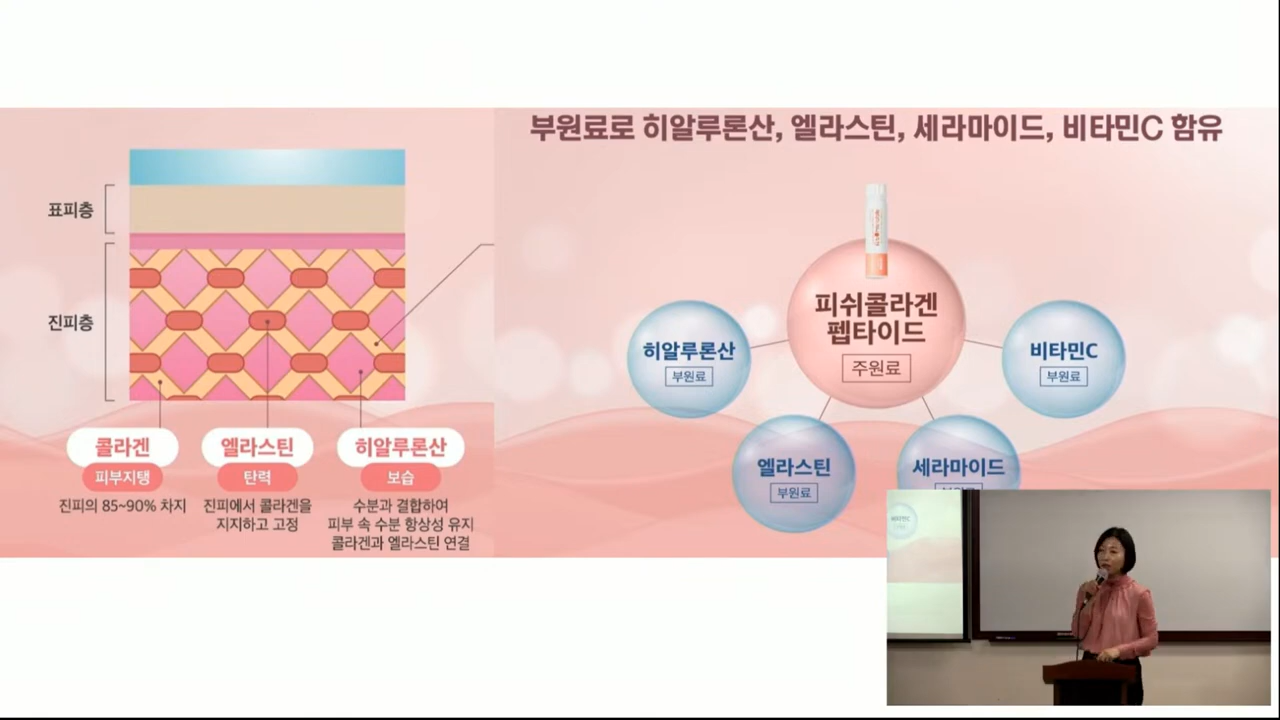 부원료로 히알루론산, 엘라스틴, 세라마이드, 비타민C 함유
표피층
진피층
콜라겐
피부지탱
진피의 85~90% 차지
엘라스틴
탄력
진피에서 콜라겐을
지지하고 고정
히알루론산
보습
수분과 결합하여
피부 속 수분 항상성 유지
콜라겐과 엘라스틴 연결
피쉬콜라겐
펩타이드
주원료
히알루론산
부원료
비타민C
부원료
엘라스틴
부원료
세라마이드
부원료
비타민C